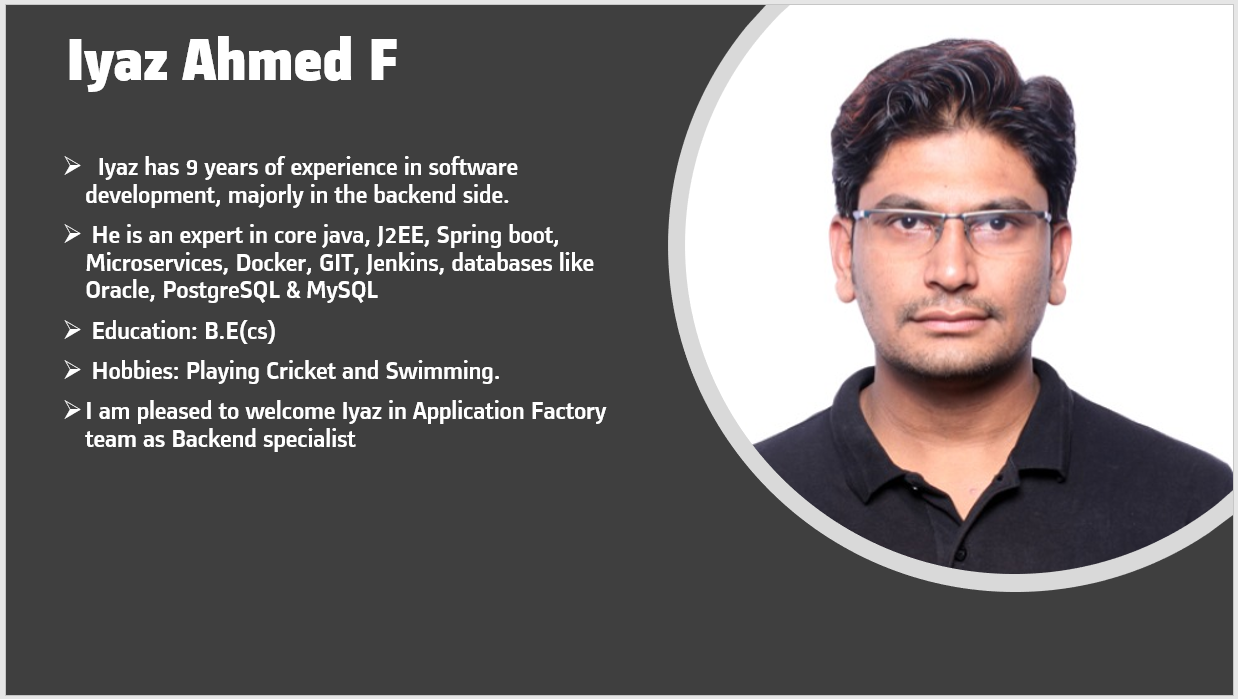 Iyaz Ahmed F
➢ Iyaz has 9 years of experience in software
development, majorly in the backend side.
➢ He is an expert in core java, J2EE, Spring boot,
Microservices, Docker, GIT, Jenkins, databases like
Oracle, PostgreSQL & MySQL
➢ Education: B.E(cs)
➢ Hobbies: Playing Cricket and Swimming.
➢ I am pleased to welcome Iyaz in Application Factory
team as Backend specialist